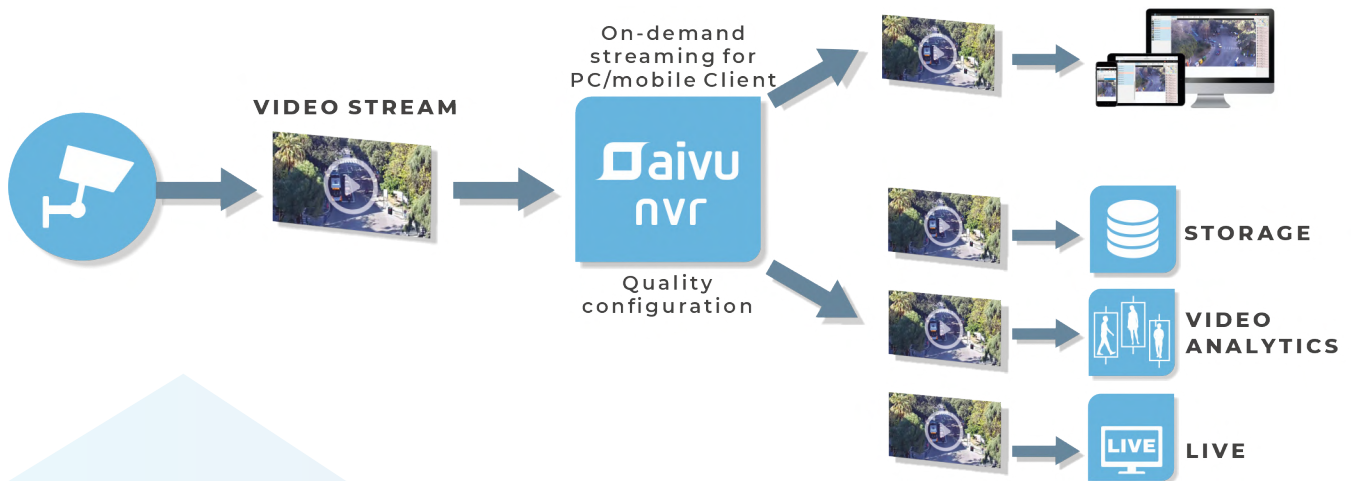 On-demand
streaming for
PC/mobile Client
VIDEO STREAM
aivu
nvr
Quality
configuration
STORAGE
VIDEO
ANALYTICS
LIVE
LIVE